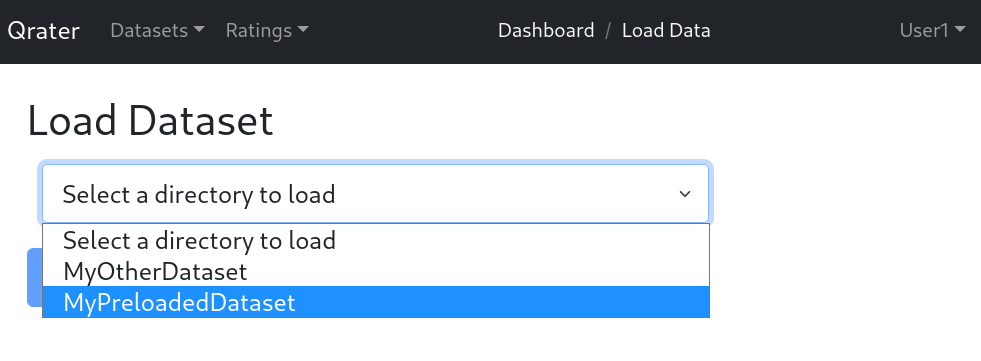 Qrater Datasets Ratings Dashboard / Load Data User1
Load Dataset
Select a directory to load
Select a directory to load
MyOtherDataset
MyPreloadedDataset